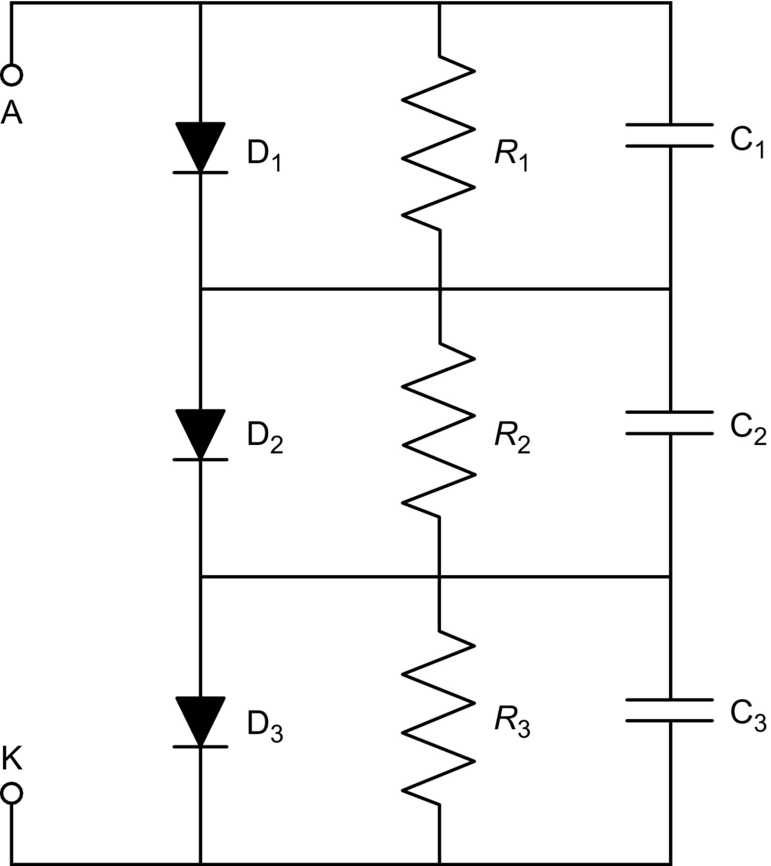 A
D₁
R₁
C₁
D₂
R₂
C₂
D₃
R₃
C₃
K